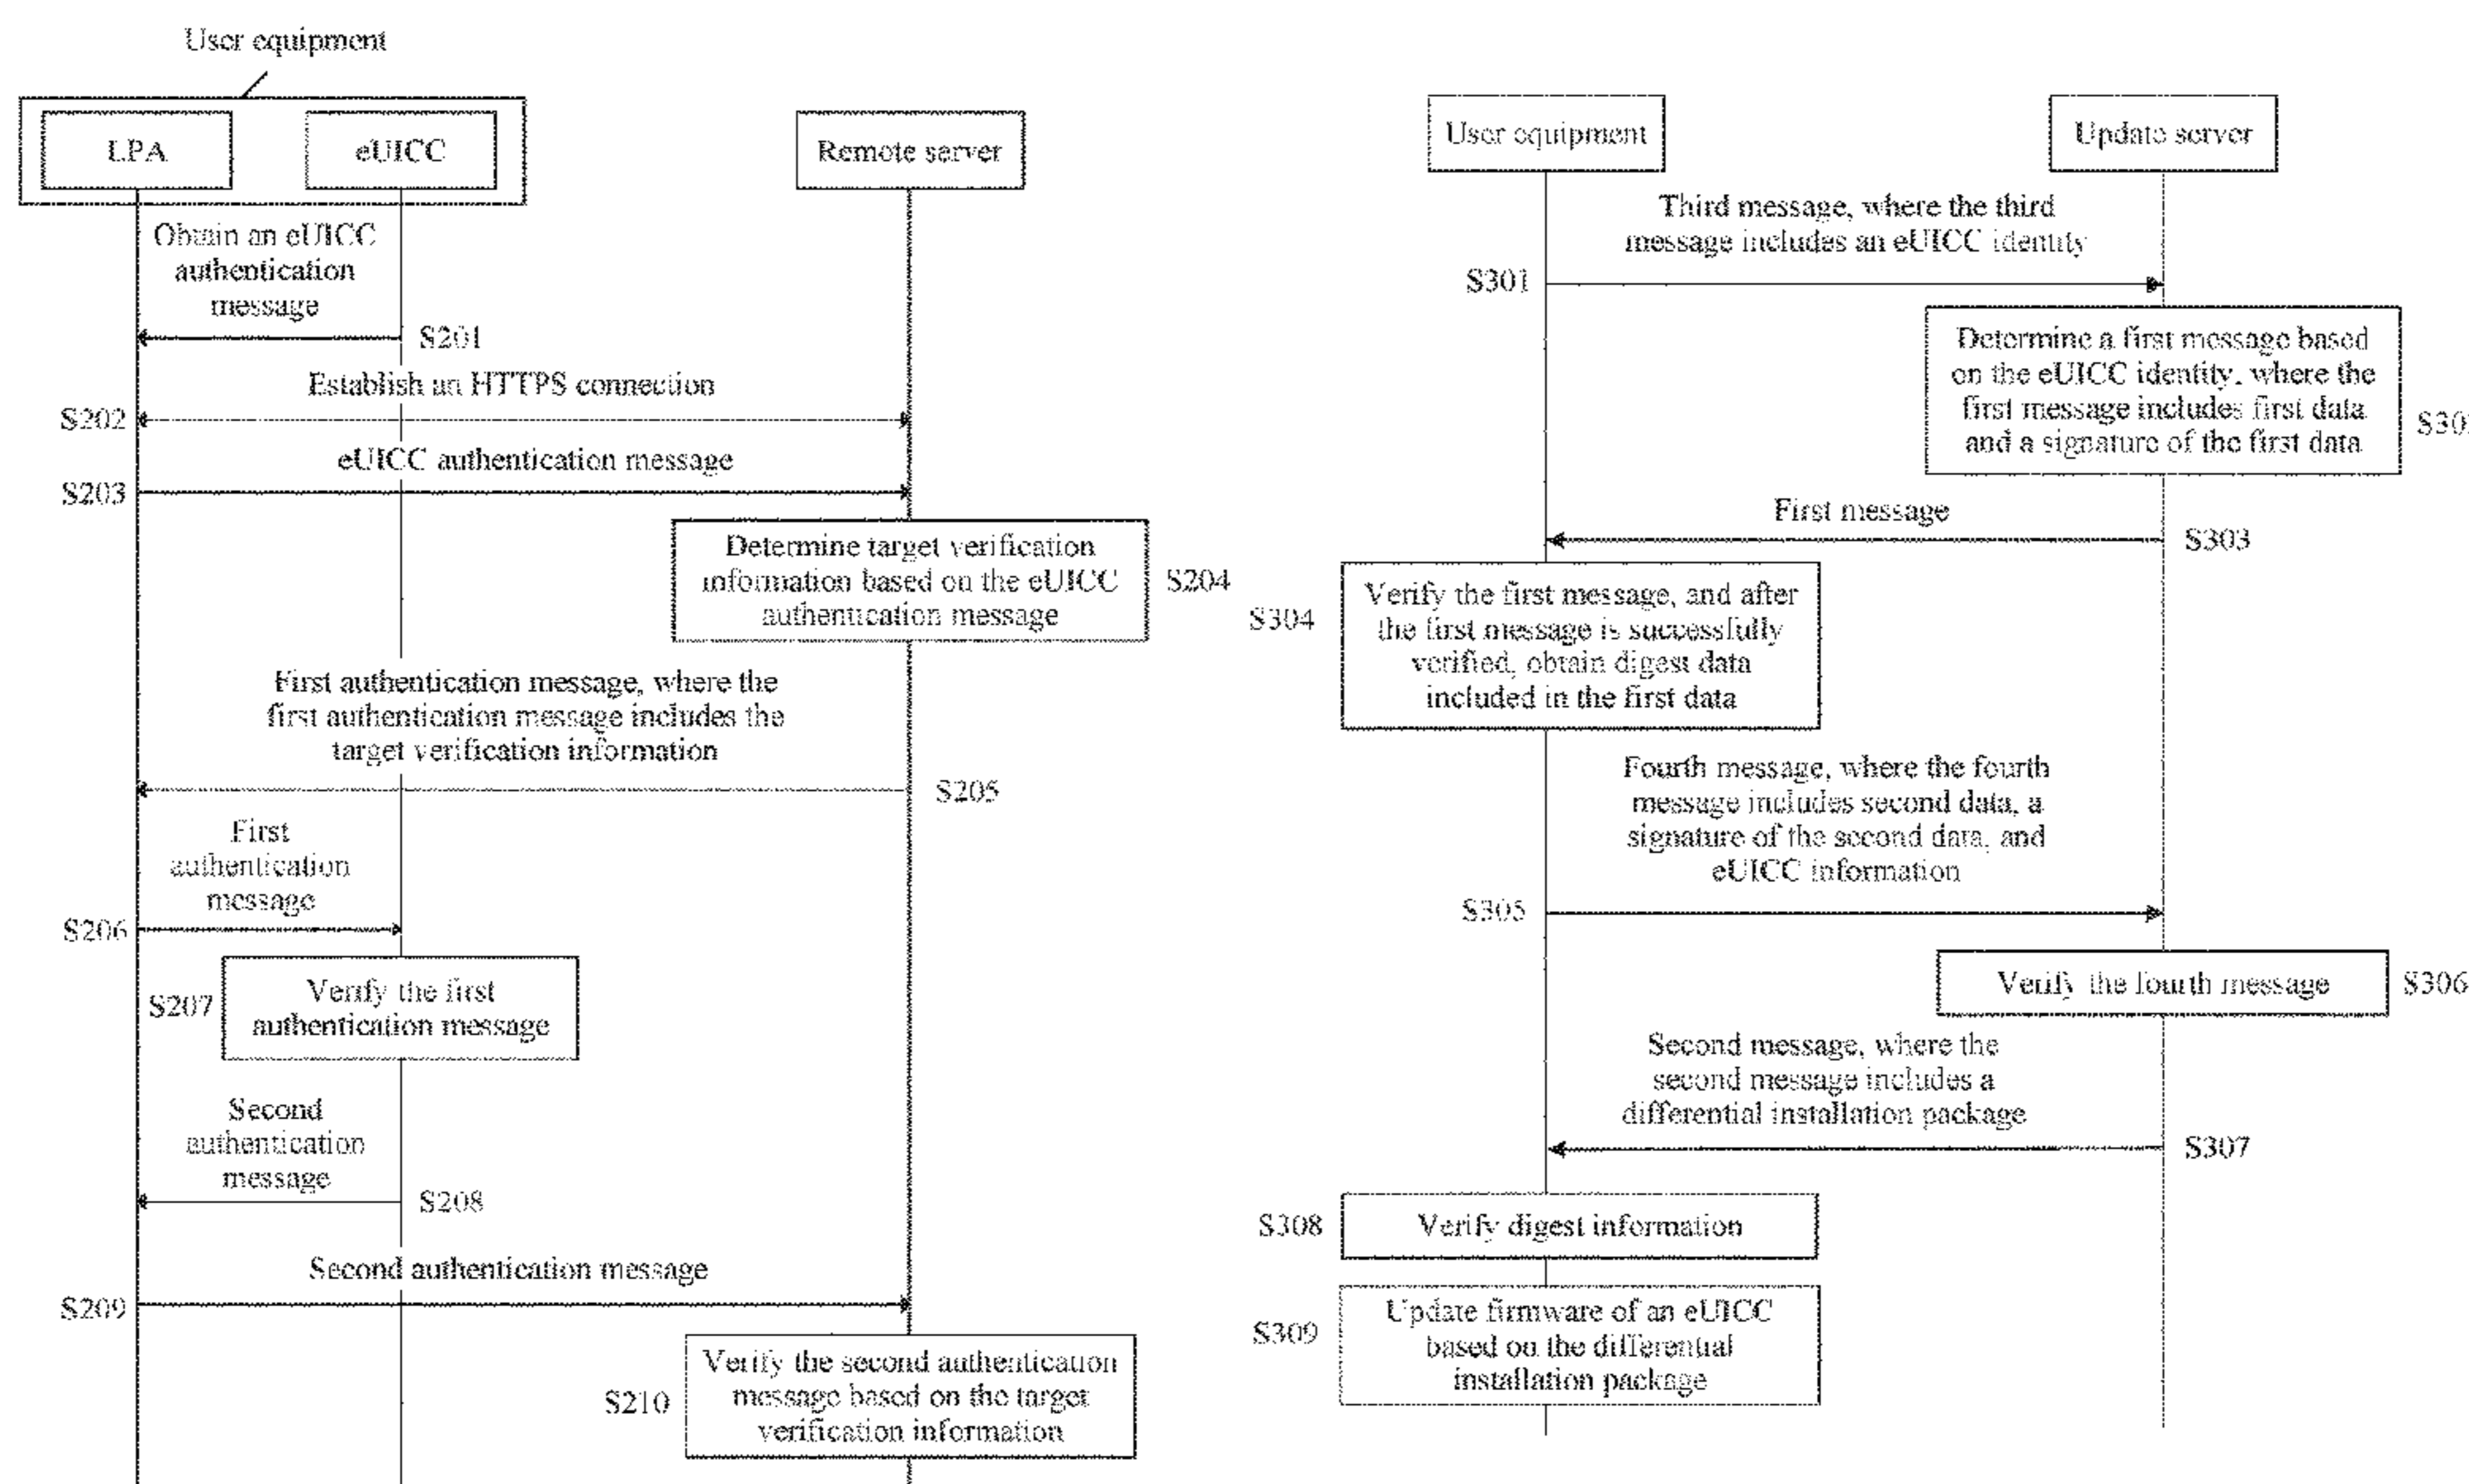 User equipment
LPA
eUICC
Remote server
Obtain an eUICC
authentication
message
S201
Establish an HTTPS connection
S202
eUICC authentication message
S203
Determine target verification
information based on the eUICC
authentication message
S204
First authentication message, where the
first authentication message includes the
target verification information
S205
First
authentication
message
S206
S207
Verify the first
authentication message
Second
authentication
message
S208
Second authentication message
S209
S210
Verify the second authentication
message based on the target
verification information
User equipment
Update server
Third message, where the third
message includes an eUICC identity
S301
Determine a first message based
on the eUICC identity, where the
first message includes first data
and a signature of the first data
First message
S303
S304
Verify the first message, and after
the first message is successfully
verified, obtain digest data
included in the first data
Fourth message, where the fourth
message includes second data, a
signature of the second data, and
eUICC information
S305
Verify the fourth message
S306
Second message, where the
second message includes a
differential installation package
S307
S308
Verify digest information
S309
Update firmware of an eUICC
based on the differential
installation package